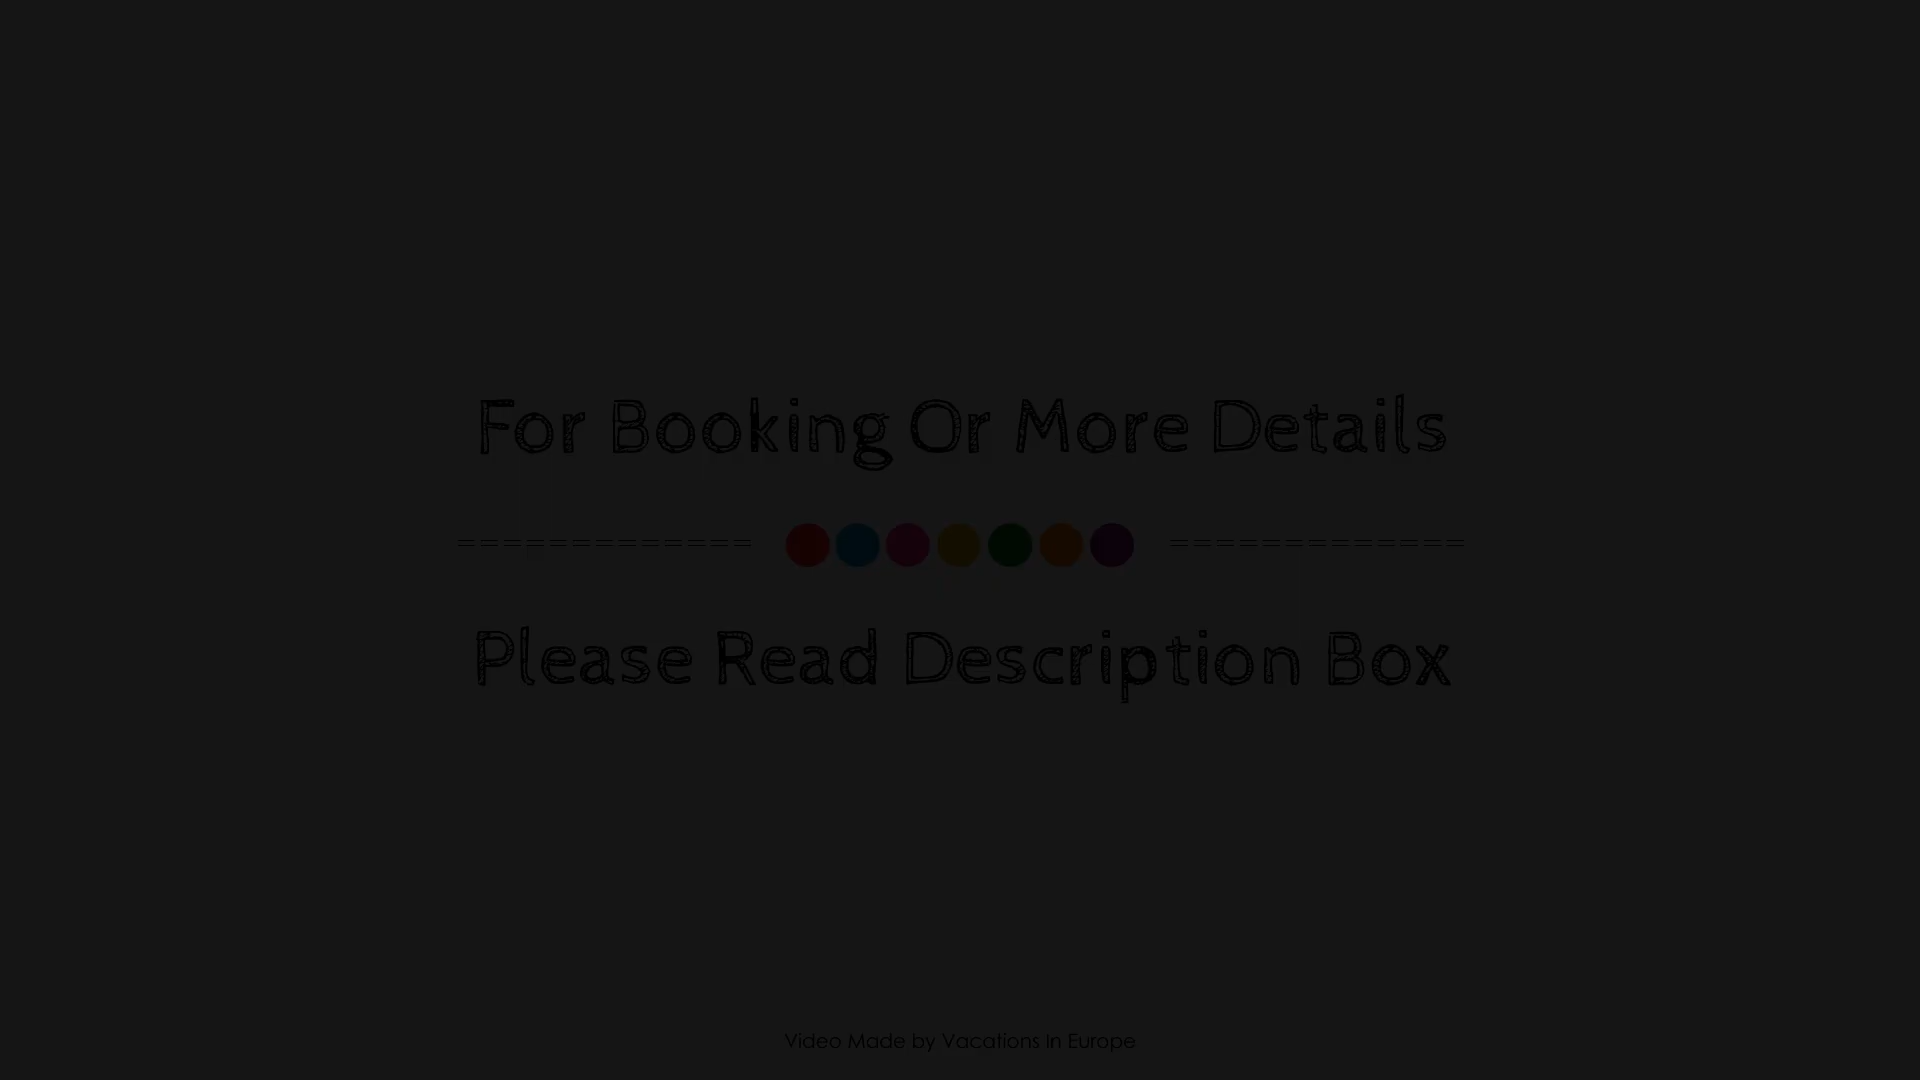 For Booking Or More Details
============= =============
Please Read Description Box
Video Made by Vacations In Europe